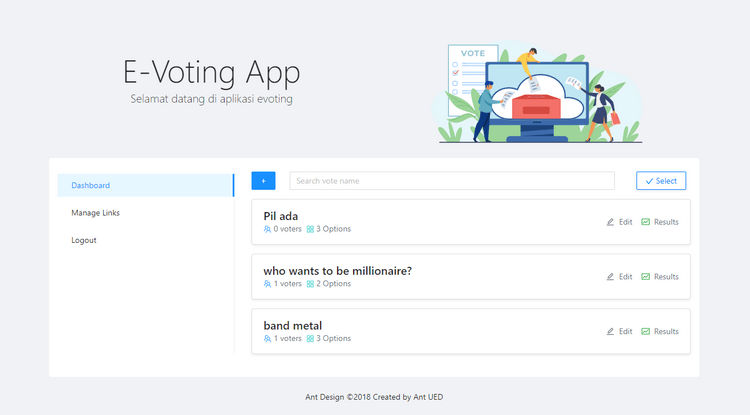 E-Voting App
Selamat datang di aplikasi evoting
VOTE
Dashboard
Manage Links
Logout
+
Search vote name
Select
Pil ada
0 voters 3 Options
Edit Results
who wants to be millionaire?
1 voters 2 Options
Edit Results
band metal
1 voters 3 Options
Edit Results
Ant Design ©2018 Created by Ant UED